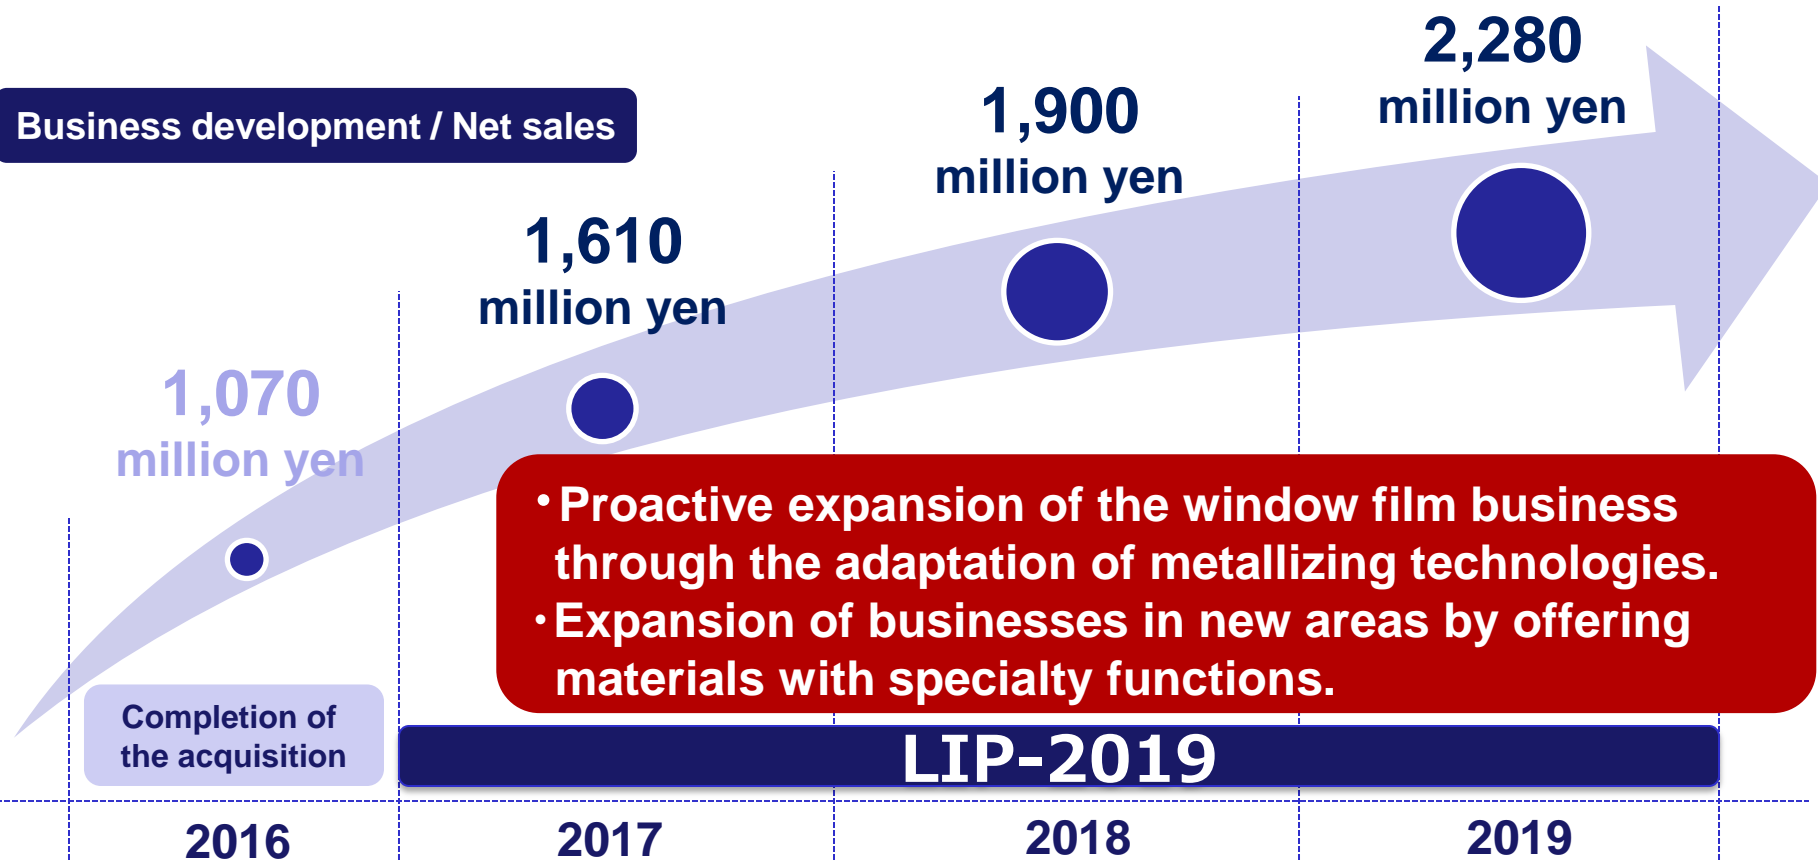 Business development / Net sales
2,280
million yen
1,900
million yen
1,610
million yen
1,070
million yen
・Proactive expansion of the window film business
through the adaptation of metallizing technologies.
・Expansion of businesses in new areas by offering
materials with specialty functions.
Completion of
the acquisition
LIP-2019
2016
2017
2018
2019